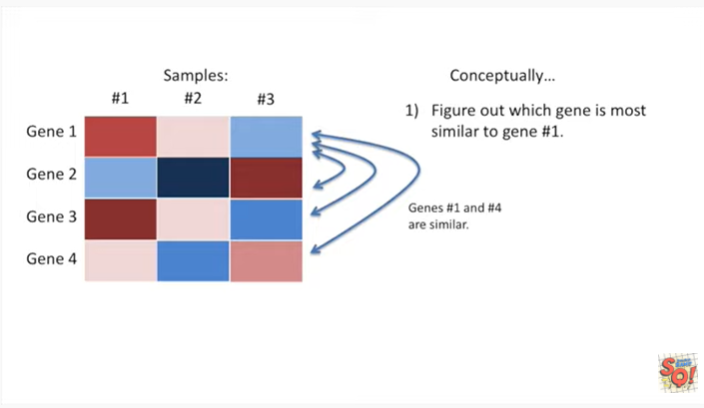 Samples:
Conceptually...
#1 #2 #3
1) Figure out which gene is most
similar to gene #1.
Gene 1
Gene 2
Gene 3
Gene 4
Genes #1 and #4
are similar.
SO!